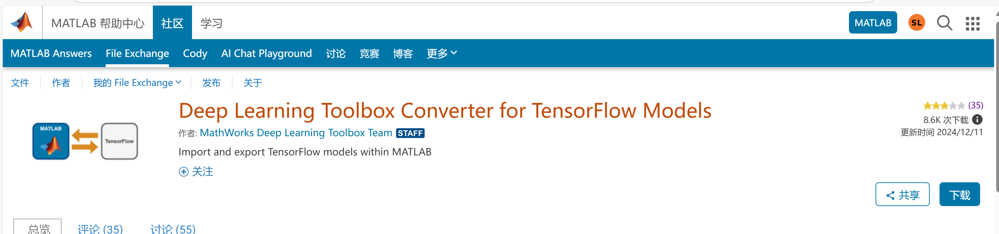 MATLAB 帮助中心 社区 学习 MATLAB SL
MATLAB Answers File Exchange Cody AI Chat Playground 讨论 竞赛 博客 更多
文件 作者 我的 File Exchange 发布 关于
Deep Learning Toolbox Converter for TensorFlow Models
(35)
8.6K 次下载
更新时间 2024/12/11
作者: MathWorks Deep Learning Toolbox Team STAFF
MATLAB
TensorFlow
Import and export TensorFlow models within MATLAB
关注
共享 下载
总览 评论 (35) 讨论 (55)